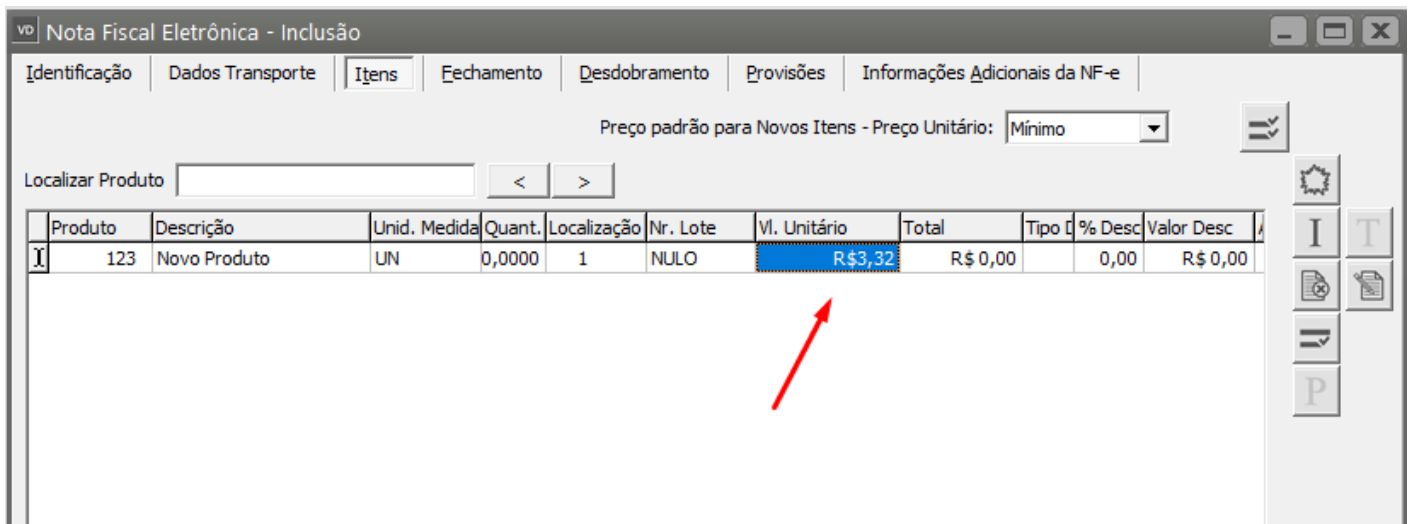 VD Nota Fiscal Eletrônica - Inclusão
Identificação Dados Transporte Itens Fechamento Desdobramento Provisões Informações Adicionais da NF-e
Preço padrão para Novos Itens - Preço Unitário: Mínimo
Localizar Produto < >
Produto Descrição Unid. Medida Quant. Localização Nr. Lote Vl. Unitário Total Tipo D % Desc Valor Desc
123 Novo Produto UN 0,0000 1 NULO R$3,32 R$ 0,00 0,00 R$ 0,00
I T
P